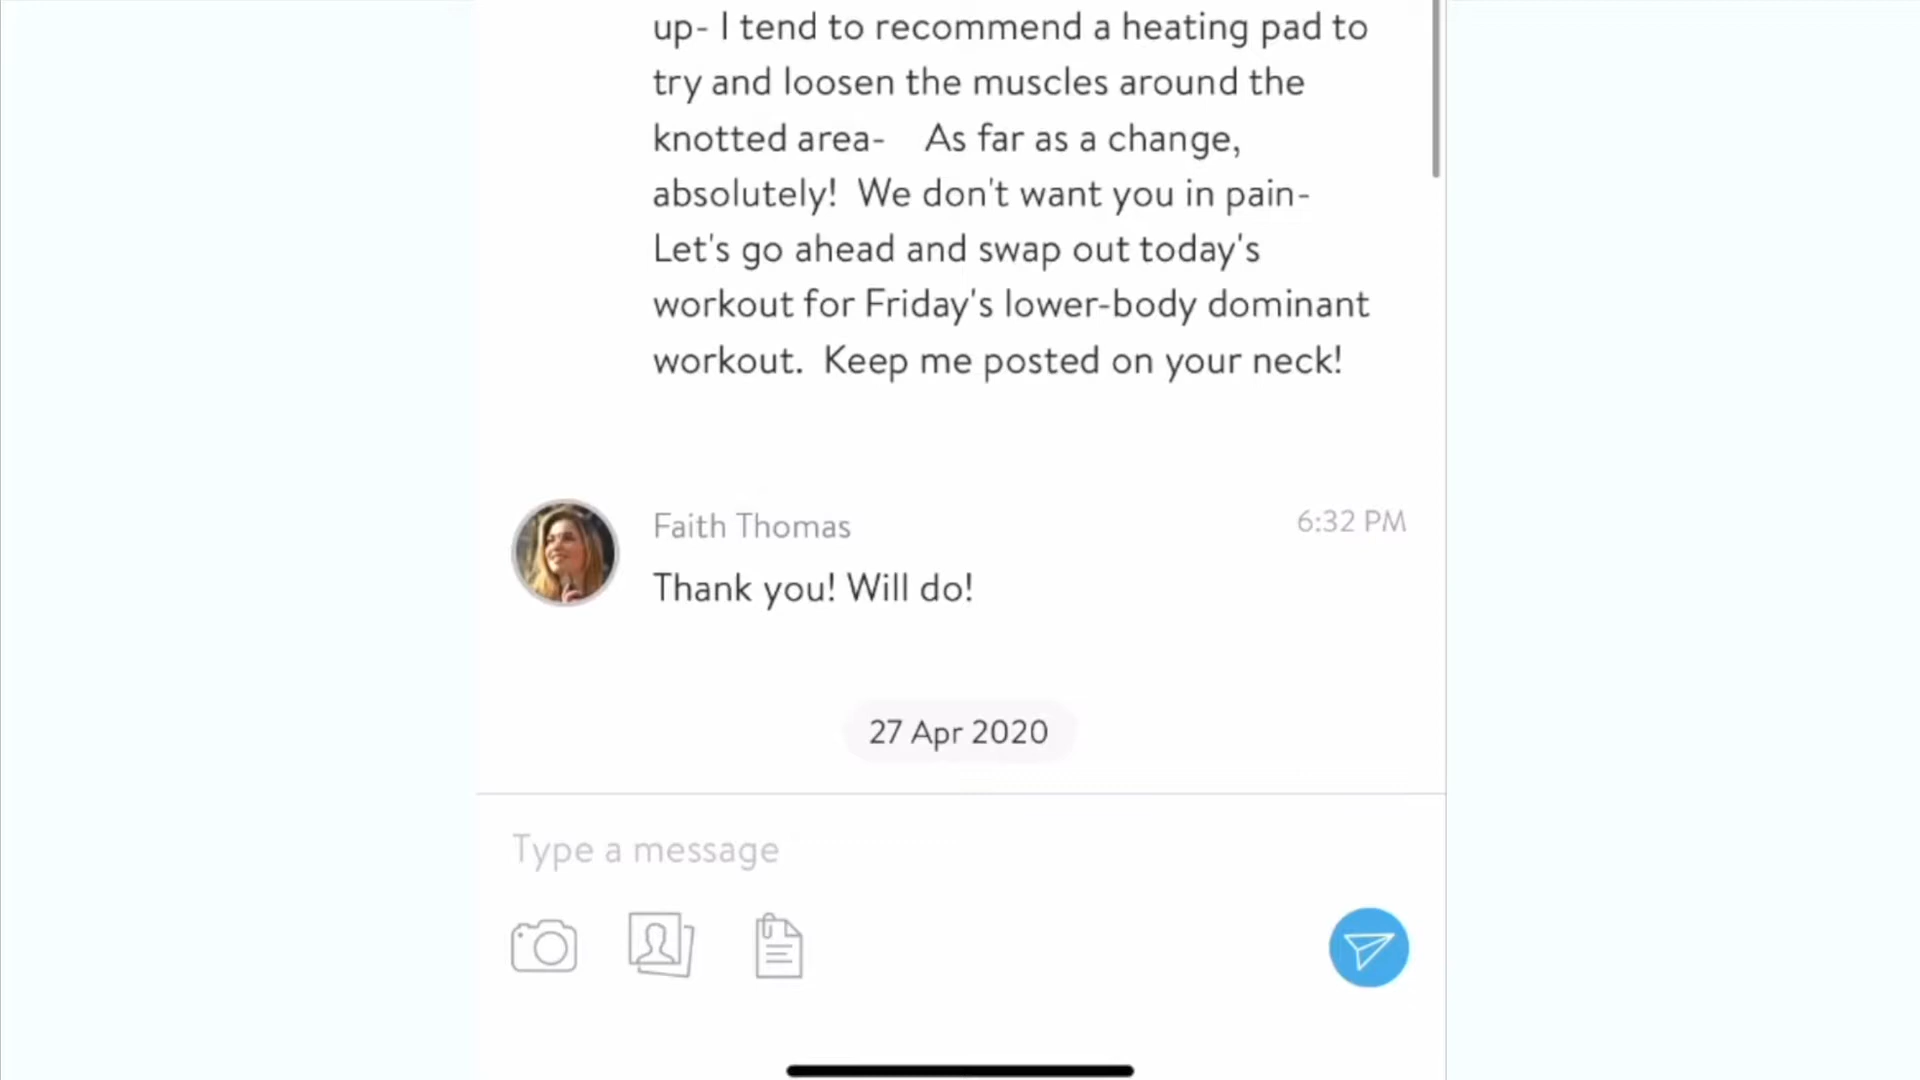 up- I tend to recommend a heating pad to
try and loosen the muscles around the
knotted area-    As far as a change,
absolutely!  We don't want you in pain-
Let's go ahead and swap out today's
workout for Friday's lower-body dominant
workout.  Keep me posted on your neck!
Faith Thomas
6:32 PM
Thank you! Will do!
27 Apr 2020
Type a message